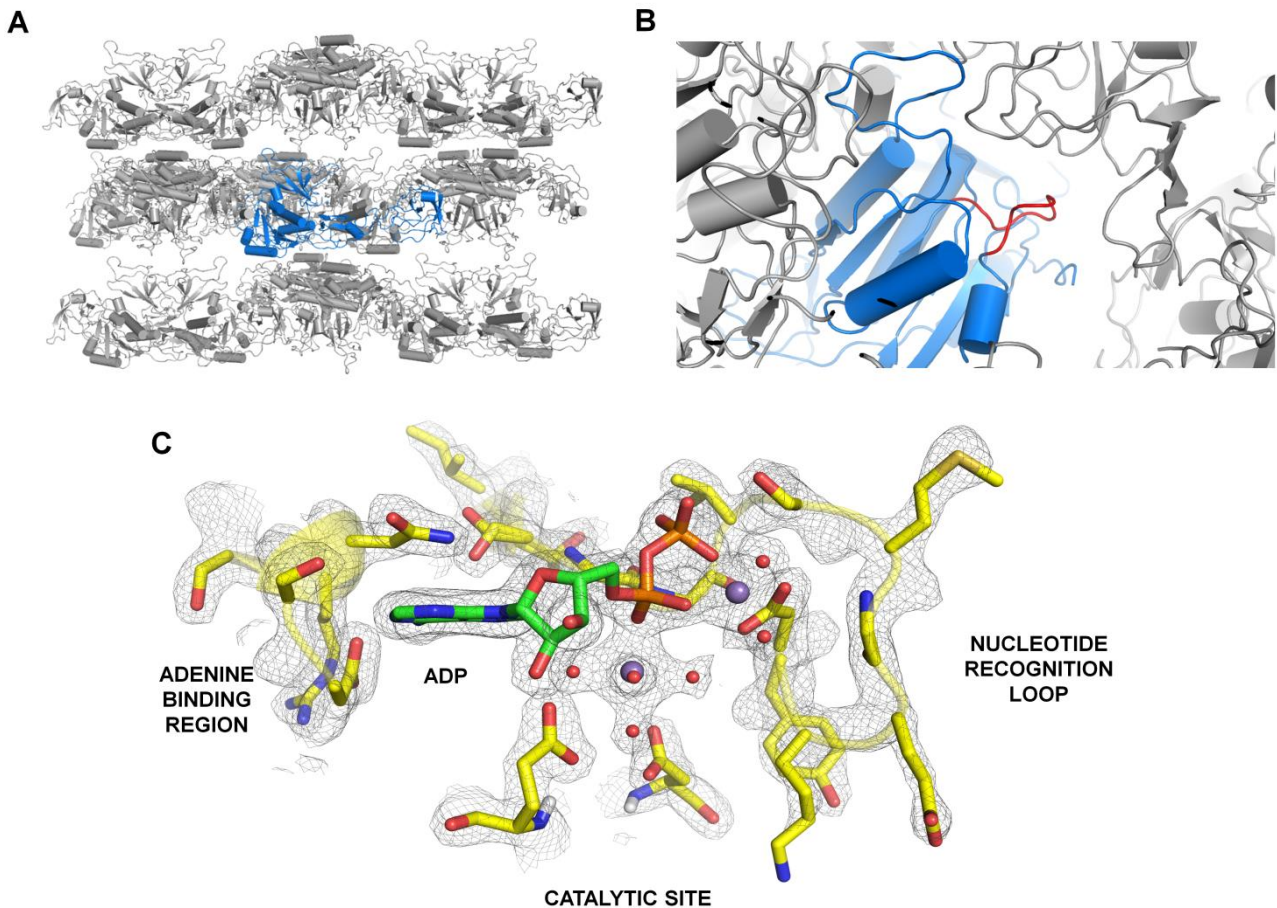 A
B
C
ADENINE
BINDING
REGION
ADP
NUCLEOTIDE
RECOGNITION
LOOP
CATALYTIC SITE